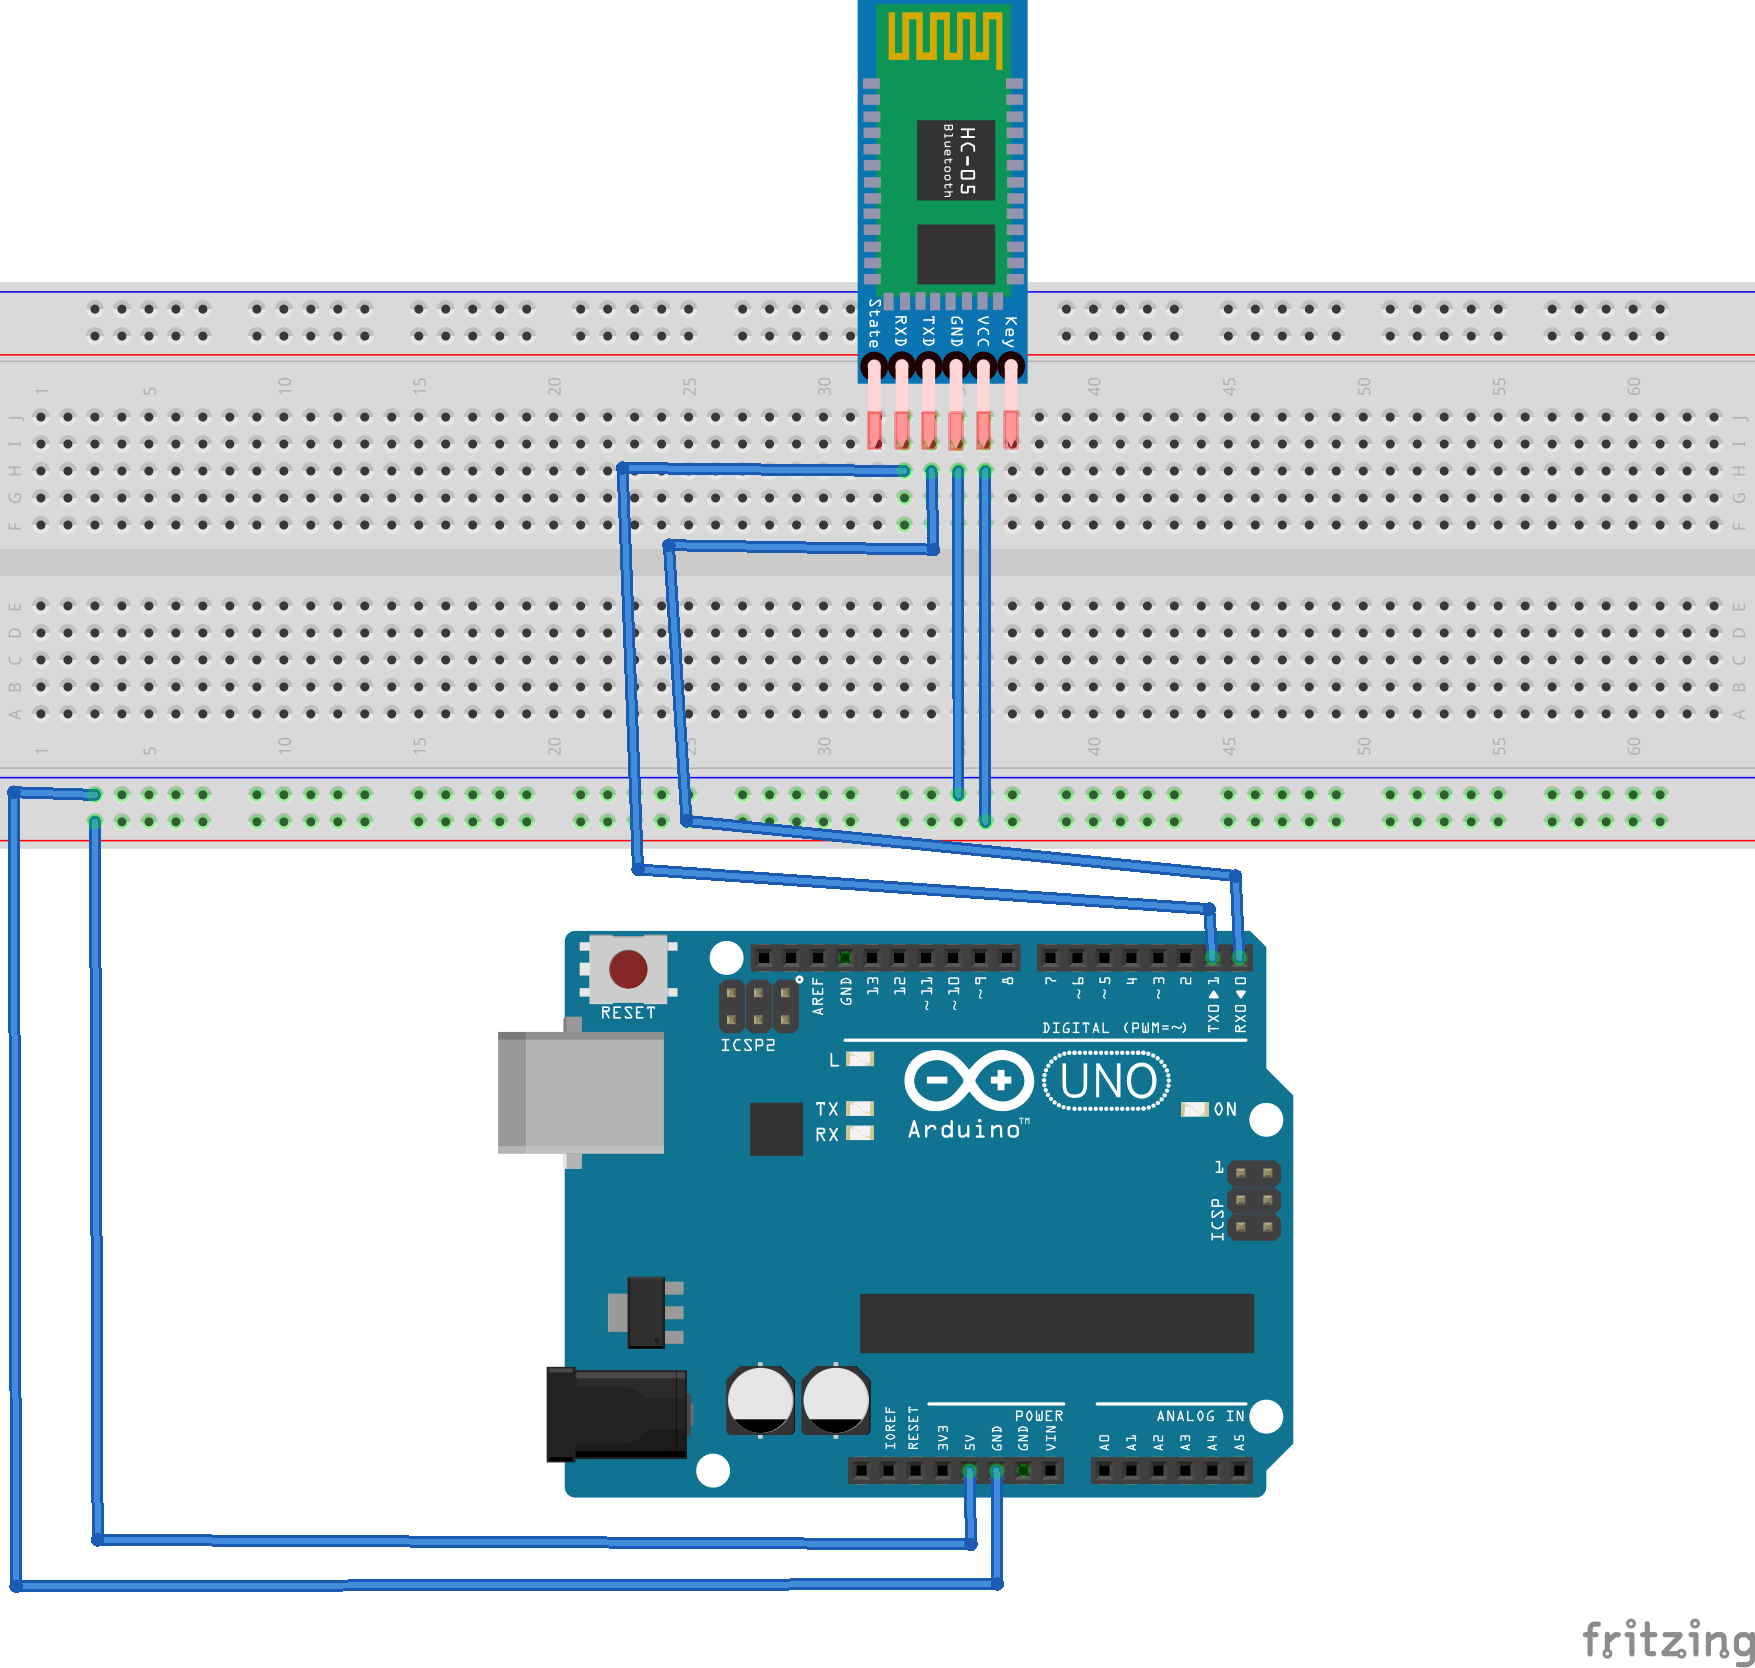 HC-05
Bluetooth
State
RXD
TXD
GND
VCC
Key
1 5 10 15 20 25 30 40 45 50 55 60
J J
I I
H H
G G
F F
E E
D D
C C
B B
A A
1 5 10 15 20 25 30 40 45 50 55 60
RESET
ICSP2
AREF
GND
13
12
~11
~10
~9
8
7
~6
~5
4
~3
2
TX0▶1
RX0◀0
DIGITAL (PWM=~)
L
TX
RX
Arduino™
UNO
ON
1
ICSP
IOREF
RESET
3V3
5V
GND
GND
VIN
POWER
ANALOG IN
A0
A1
A2
A3
A4
A5
fritzing